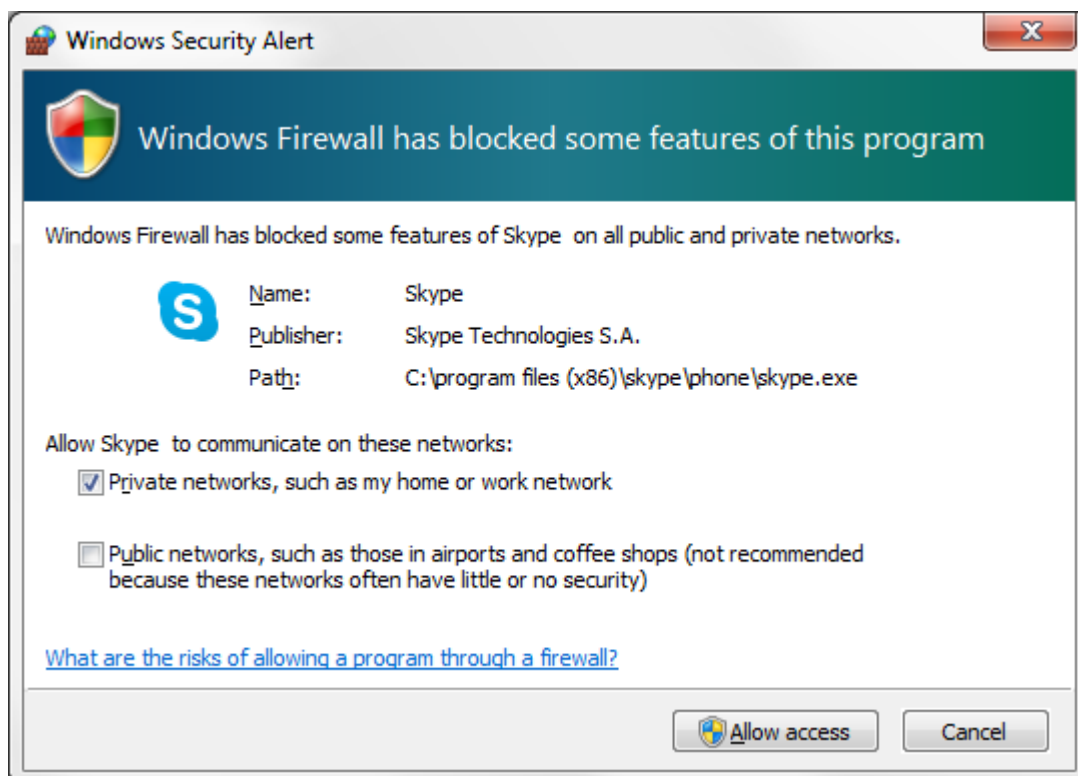 Windows Security Alert
Windows Firewall has blocked some features of this program
Windows Firewall has blocked some features of Skype  on all public and private networks.
Name: Skype
Publisher: Skype Technologies S.A.
Path: C:\program files (x86)\skype\phone\skype.exe
Allow Skype  to communicate on these networks:
Private networks, such as my home or work network
Public networks, such as those in airports and coffee shops (not recommended
because these networks often have little or no security)
What are the risks of allowing a program through a firewall?
Allow access Cancel